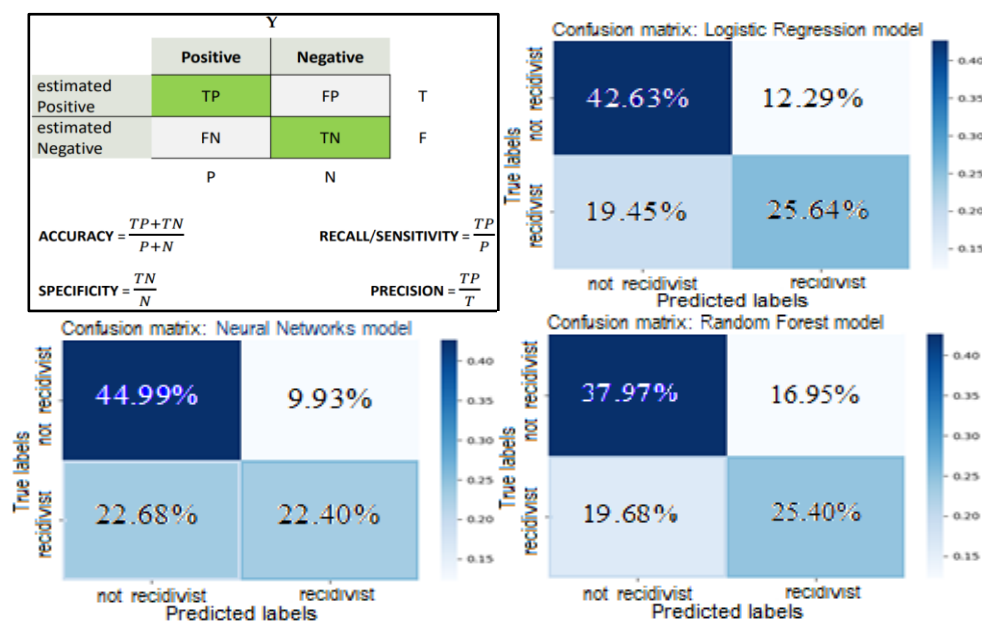 Y
Positive Negative
estimated Positive TP FP T
estimated Negative FN TN F
P N
ACCURACY = TP+TN / P+N
RECALL/SENSITIVITY = TP / P
SPECIFICITY = TN / N
PRECISION = TP / T
Confusion matrix: Logistic Regression model
True labels
not recidivist
42.63% 12.29%
recidivist
19.45% 25.64%
not recidivist recidivist
Predicted labels
0.40
0.35
0.30
0.25
0.20
0.15
Confusion matrix: Neural Networks model
True labels
not recidivist
44.99% 9.93%
recidivist
22.68% 22.40%
not recidivist recidivist
Predicted labels
0.40
0.35
0.30
0.25
0.20
0.15
Confusion matrix: Random Forest model
True labels
not recidivist
37.97% 16.95%
recidivist
19.68% 25.40%
not recidivist recidivist
Predicted labels
0.40
0.35
0.30
0.25
0.20
0.15